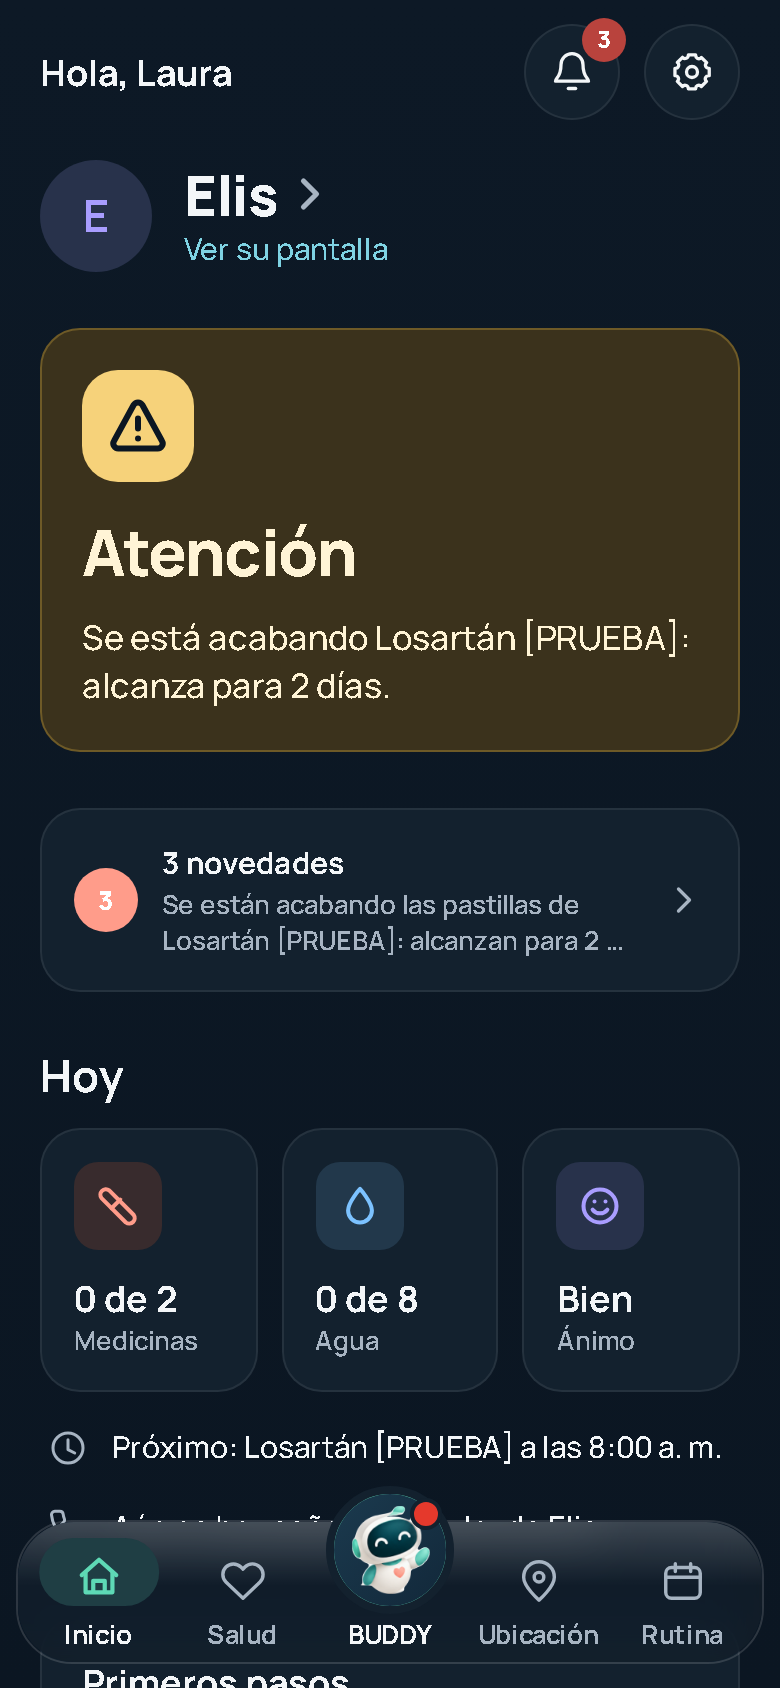 Hola, Laura
3
E
Elis
Ver su pantalla
Atención
Se está acabando Losartán [PRUEBA]:
alcanza para 2 días.
3
3 novedades
Se están acabando las pastillas de
Losartán [PRUEBA]: alcanzan para 2 ...
Hoy
0 de 2
Medicinas
0 de 8
Agua
Bien
Ánimo
Próximo: Losartán [PRUEBA] a las 8:00 a. m.
Inicio
Salud
BUDDY
Ubicación
Rutina
Primeros pasos